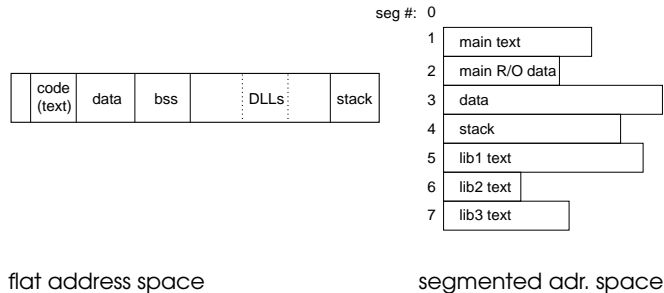 seg #: 0
1 main text
2 main R/O data
3 data
4 stack
5 lib1 text
6 lib2 text
7 lib3 text
code
(text)
data
bss
DLLs
stack
flat address space
segmented adr. space